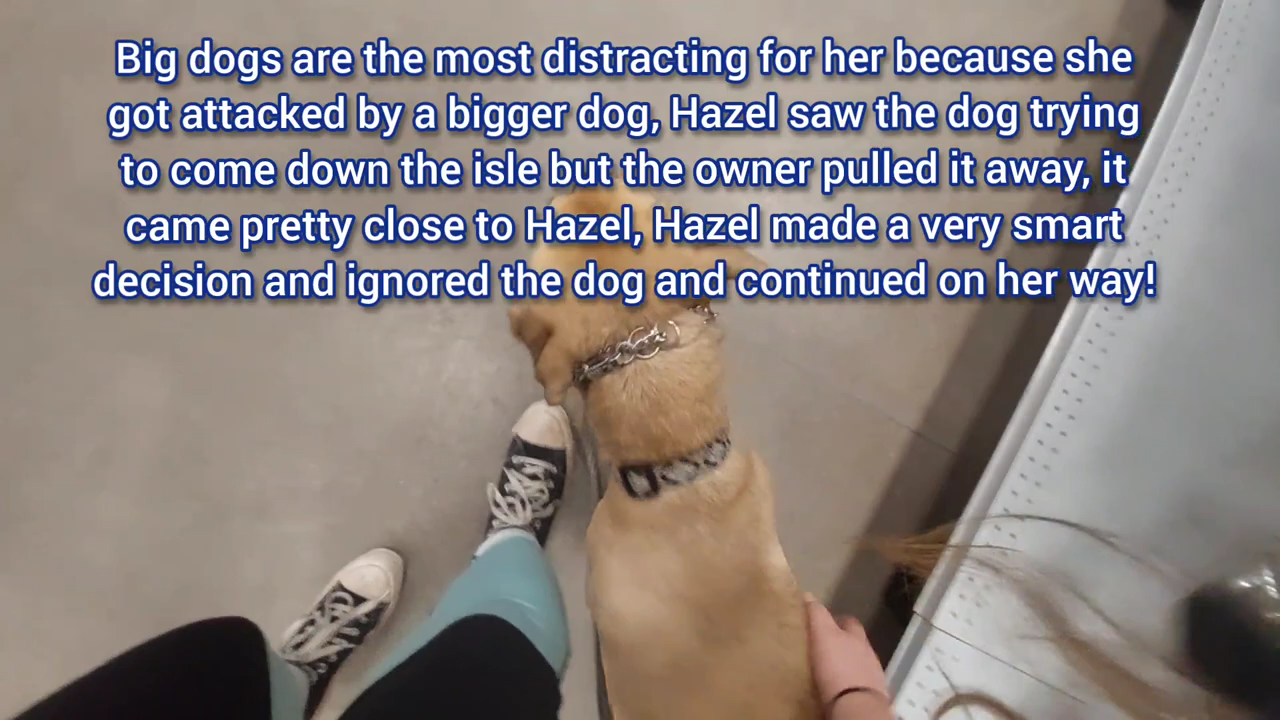 Big dogs are the most distracting for her because she
got attacked by a bigger dog, Hazel saw the dog trying
to come down the isle but the owner pulled it away, it
came pretty close to Hazel, Hazel made a very smart
decision and ignored the dog and continued on her way!